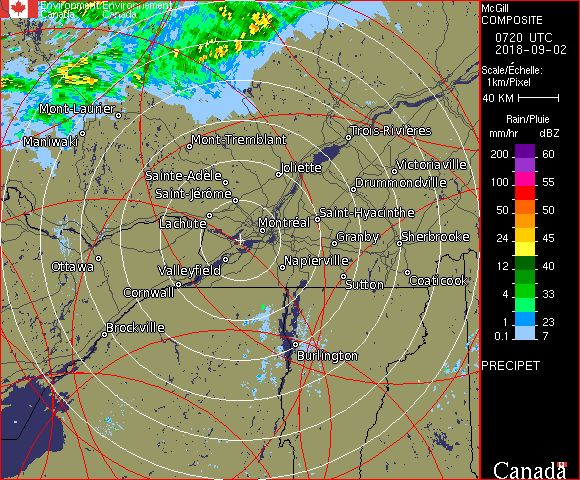 Environment Environnement
Canada Canada
McGill
COMPOSITE
0720 UTC
2018-09-02
Scale/Échelle:
1km/Pixel
40 KM
Rain/Pluie
mm/hr dBZ
200 60
100 55
50 50
24 45
12 40
4 33
1 23
0.1 7
PRECIPET
Canada
Mont-Laurier
Maniwaki
Mont-Tremblant
Trois-Rivières
Sainte-Adèle
Joliette
Victoriaville
Saint-Jérôme
Drummondville
Lachute
Montréal
Saint-Hyacinthe
Granby
Sherbrooke
Ottawa
Valleyfield
Napierville
Cornwall
Sutton
Coaticook
Brockville
Burlington